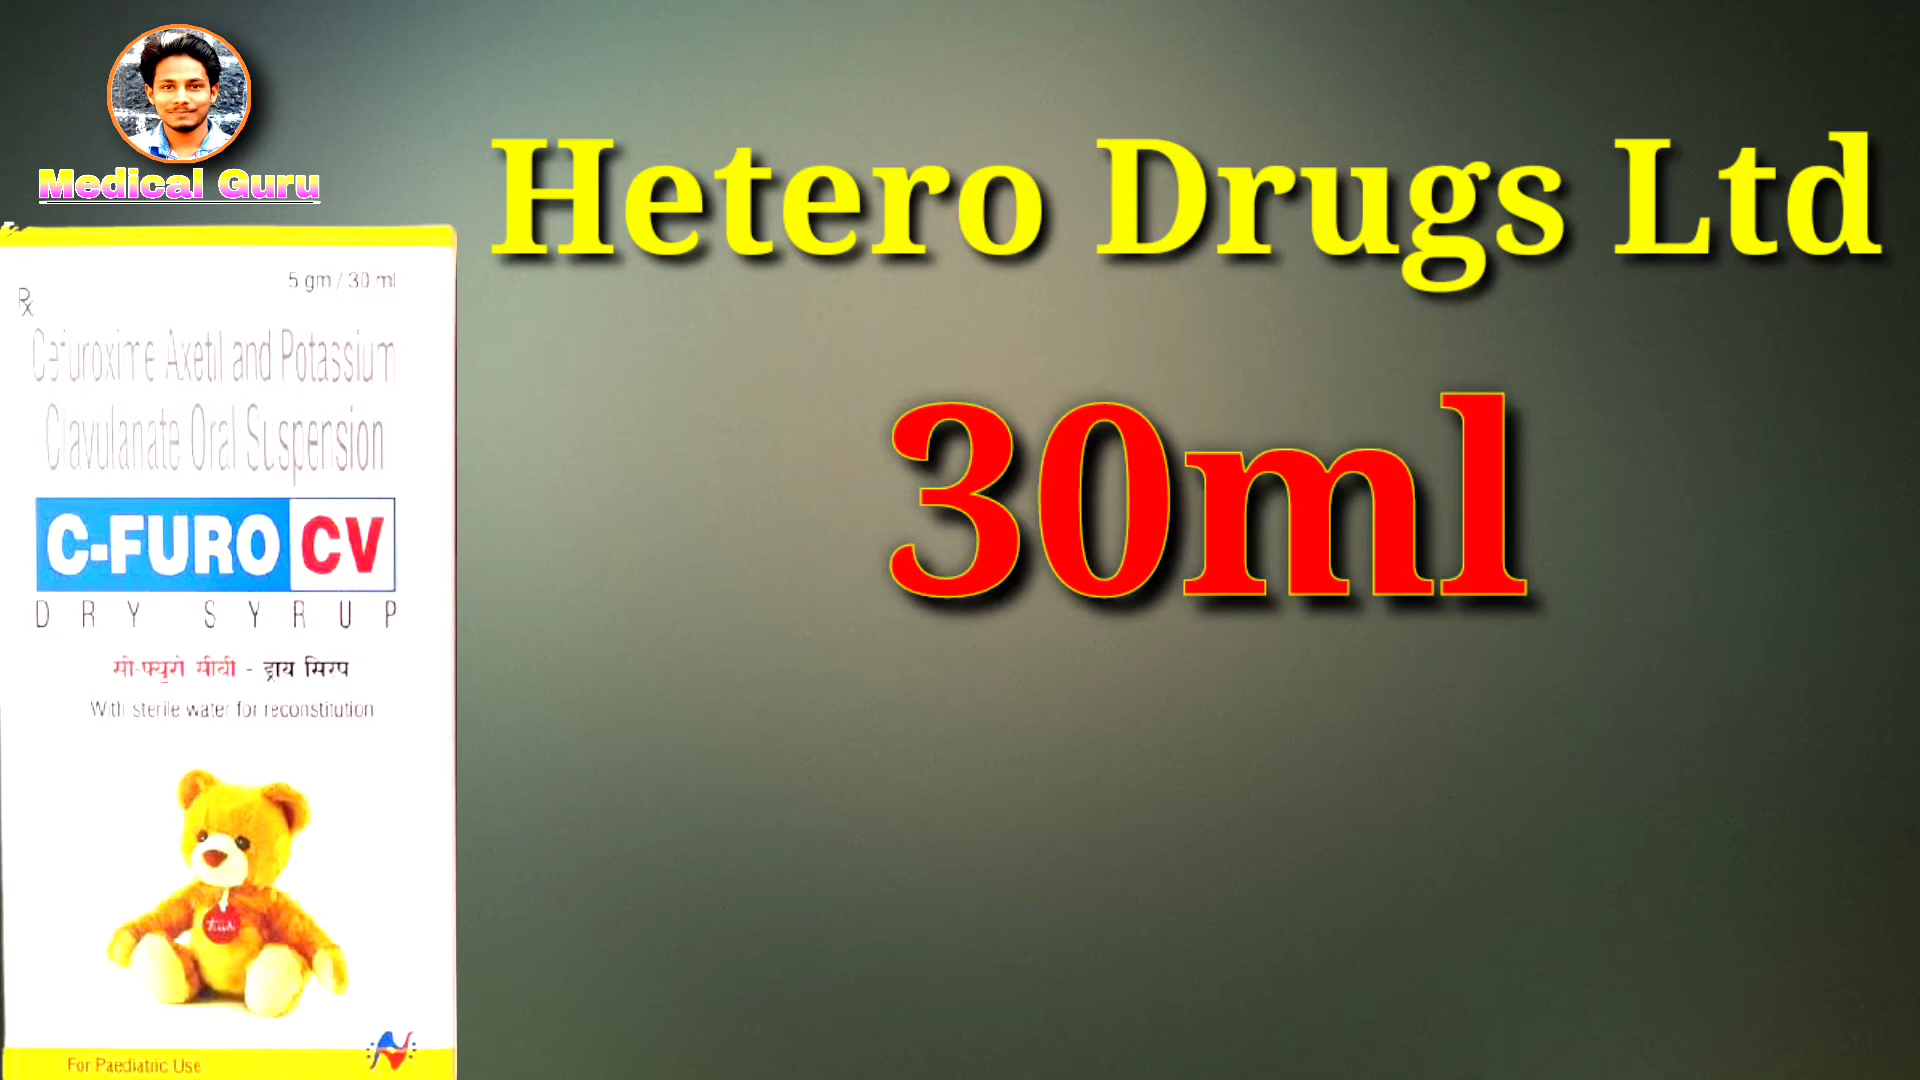 Medical Guru
Hetero Drugs Ltd
30ml
5 gm / 30 ml
Rx
Cefuroxime Axetil and Potassium
Clavulanate Oral Suspension
C-FURO CV
DRY SYRUP
सी-फ्युरो सीवी - ड्राय सिरप
With sterile water for reconstitution
For Paediatric Use